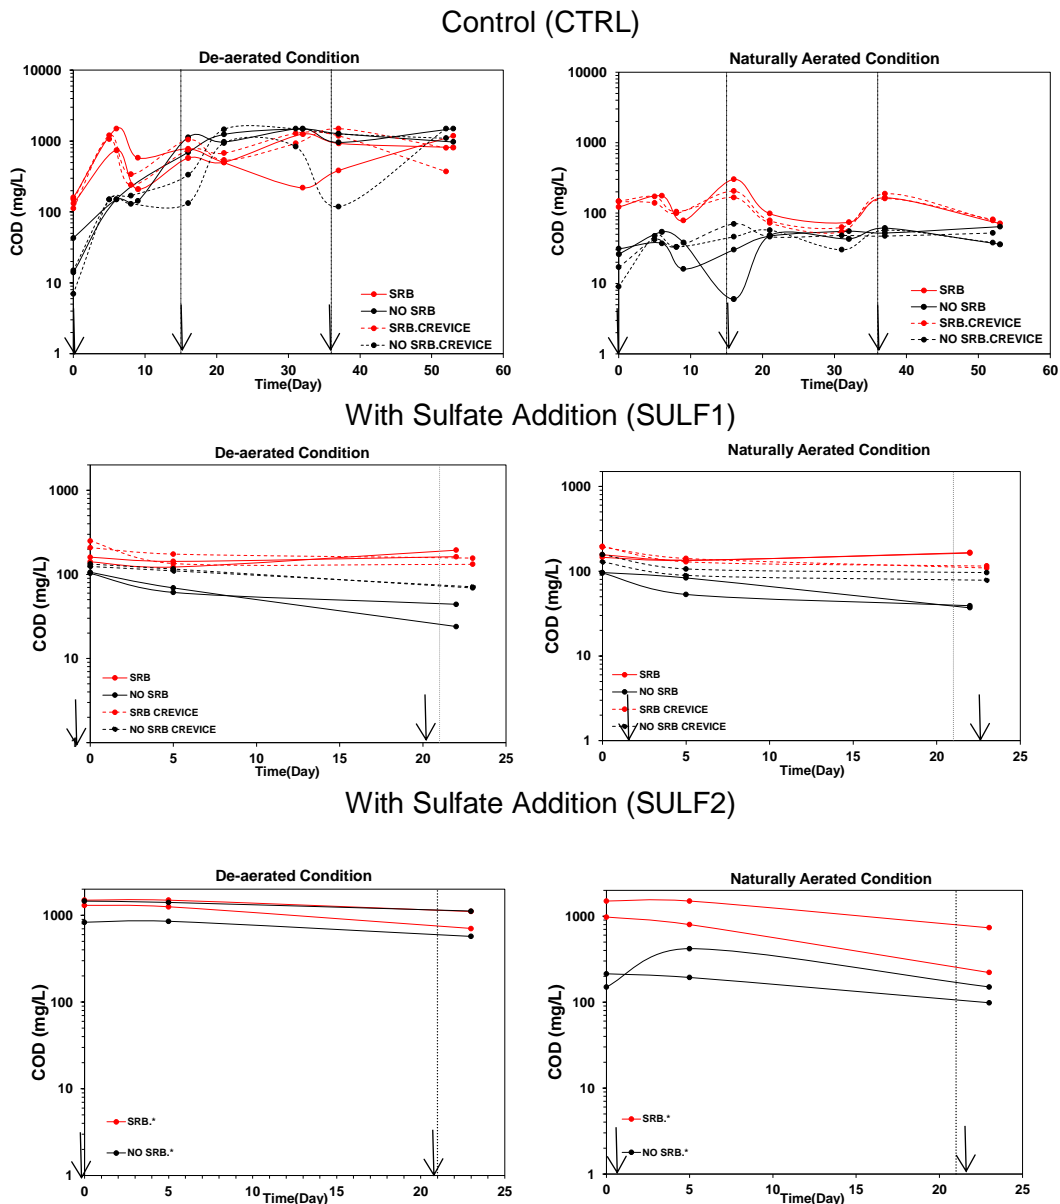 Control (CTRL)
De-aerated Condition
10000
1000
100
10
1
COD (mg/L)
0 10 20 30 40 50 60
Time(Day)
SRB
NO SRB
SRB.CREVICE
NO SRB.CREVICE
Naturally Aerated Condition
10000
1000
100
10
1
COD (mg/L)
0 10 20 30 40 50 60
Time(Day)
SRB
NO SRB
SRB.CREVICE
NO SRB.CREVICE
With Sulfate Addition (SULF1)
De-aerated Condition
1000
100
10
1
COD (mg/L)
0 5 10 15 20 25
Time(Day)
SRB
NO SRB
SRB CREVICE
NO SRB CREVICE
Naturally Aerated Condition
1000
100
10
1
COD (mg/L)
0 5 10 15 20 25
Time(Day)
SRB
NO SRB
SRB CREVICE
NO SRB CREVICE
With Sulfate Addition (SULF2)
De-aerated Condition
1000
100
10
1
COD (mg/L)
0 5 10 15 20 25
Time(Day)
SRB.*
NO SRB.*
Naturally Aerated Condition
1000
100
10
1
COD (mg/L)
0 5 10 15 20 25
Time(Day)
SRB.*
NO SRB.*